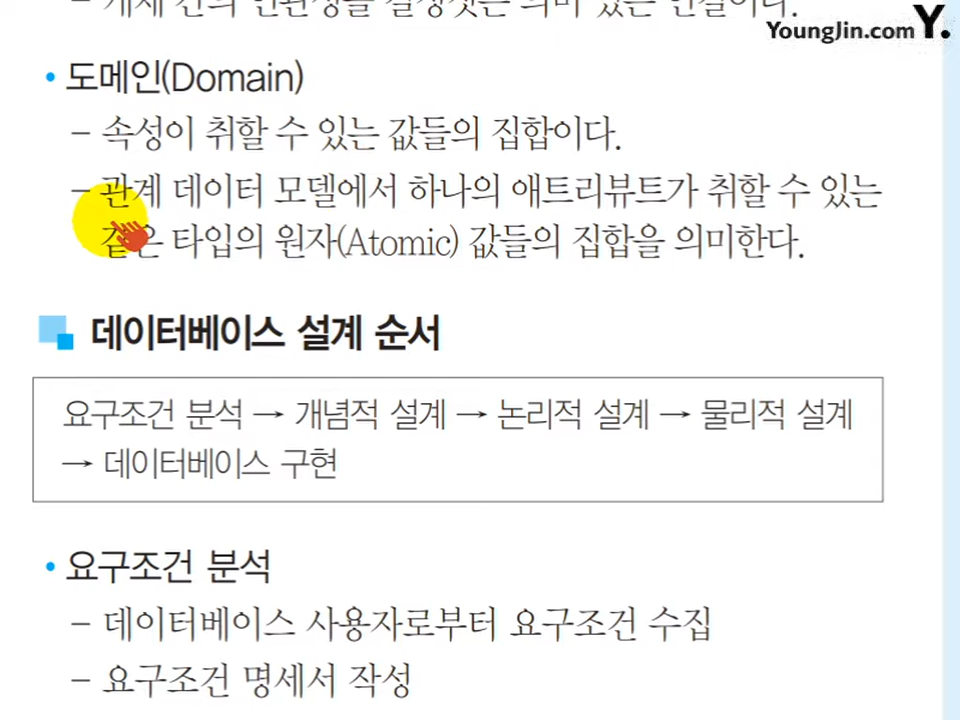 YoungJin.com Y.
• 도메인(Domain)
– 속성이 취할 수 있는 값들의 집합이다.
– 관계 데이터 모델에서 하나의 애트리뷰트가 취할 수 있는
같은 타입의 원자(Atomic) 값들의 집합을 의미한다.
데이터베이스 설계 순서
요구조건 분석 → 개념적 설계 → 논리적 설계 → 물리적 설계
→ 데이터베이스 구현
• 요구조건 분석
– 데이터베이스 사용자로부터 요구조건 수집
– 요구조건 명세서 작성